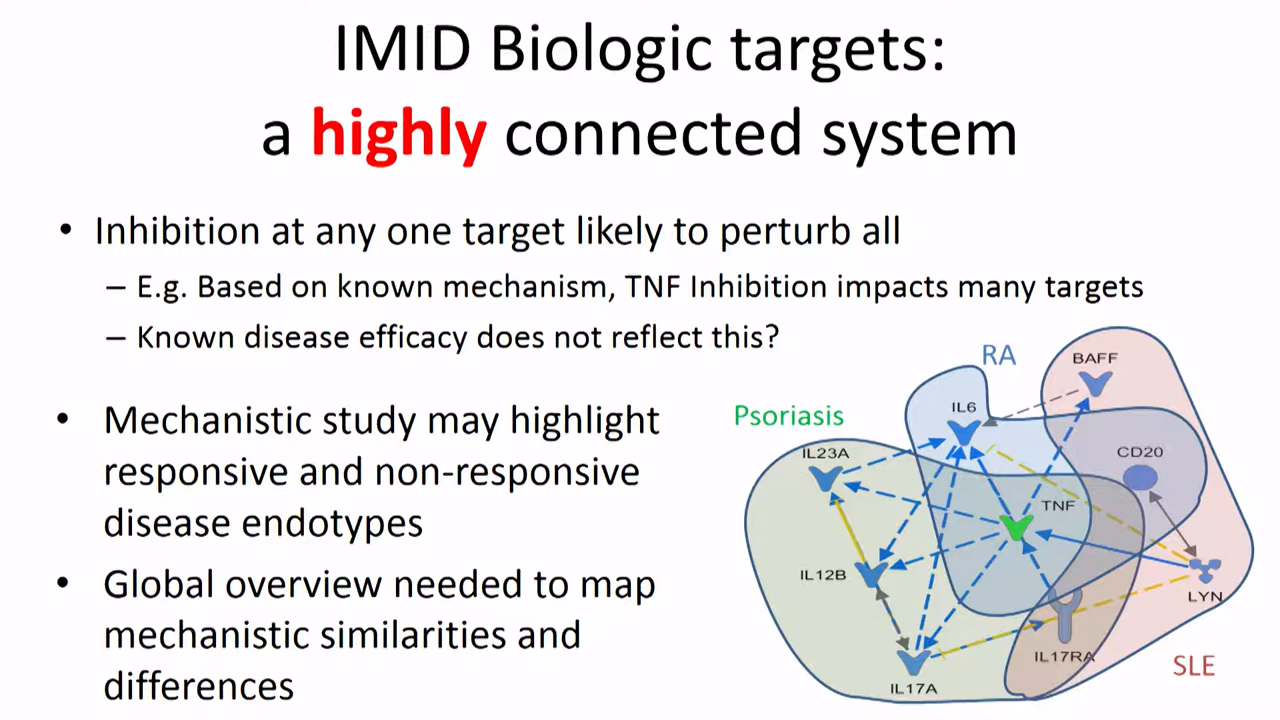 IMID Biologic targets:
a highly connected system
• Inhibition at any one target likely to perturb all
– E.g. Based on known mechanism, TNF Inhibition impacts many targets
– Known disease efficacy does not reflect this?
• Mechanistic study may highlight
responsive and non-responsive
disease endotypes
• Global overview needed to map
mechanistic similarities and
differences
RA
BAFF
Psoriasis
IL6
IL23A
CD20
TNF
IL12B
LYN
IL17RA
SLE
IL17A